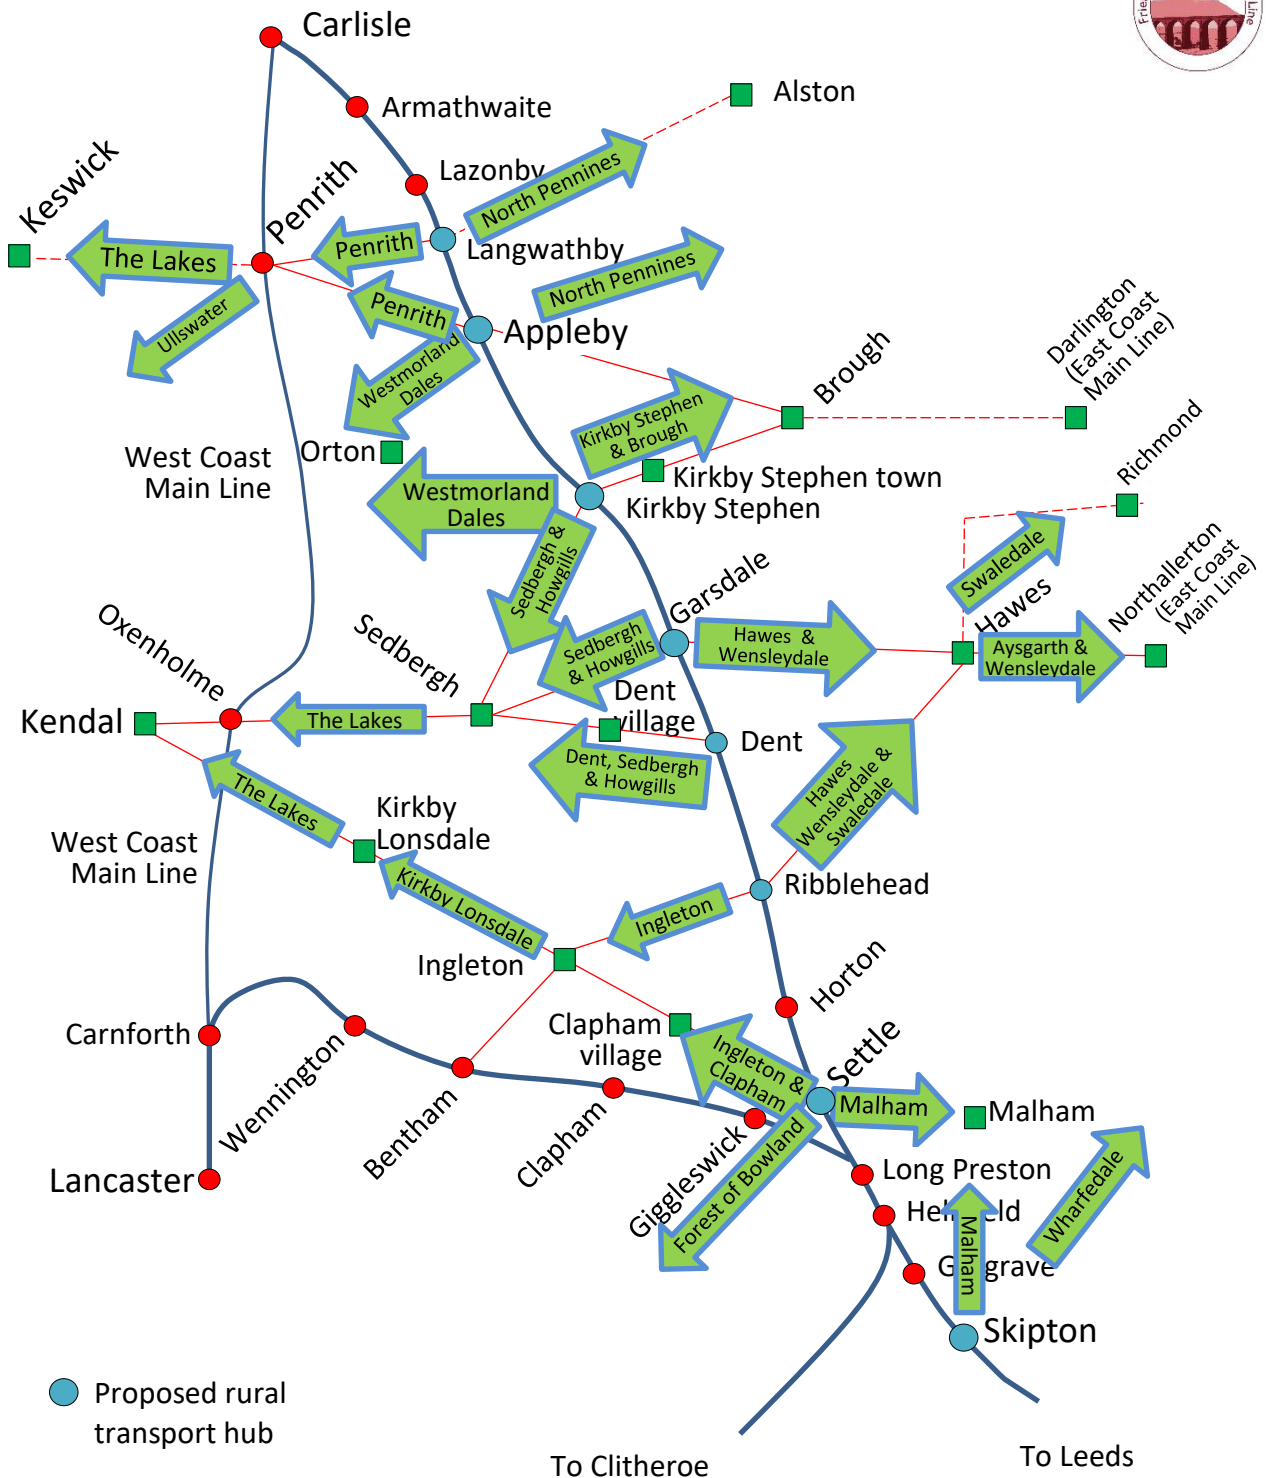 Carlisle
Frie
Line
Armathwaite
Alston
Lazonby
North Pennines
Keswick
Penrith
Penrith
Langwathby
The Lakes
North Pennines
Ullswater
Penrith
Appleby
Westmorland
Dales
Darlington
(East Coast
Main Line)
Brough
Kirkby Stephen
& Brough
Richmond
West Coast
Main Line
Orton
Kirkby Stephen town
Kirkby Stephen
Westmorland
Dales
Sedbergh &
Howgills
Swaledale
Northallerton
(East Coast
Main Line)
Garsdale
Hawes
Oxenholme
Sedbergh
Sedbergh
& Howgills
Hawes &
Wensleydale
Aysgarth &
Wensleydale
Dent
village
Kendal
The Lakes
Dent
Dent, Sedbergh
& Howgills
Hawes
Wensleydale &
Swaledale
The Lakes
Kirkby
Lonsdale
West Coast
Main Line
Kirkby Lonsdale
Ribblehead
Ingleton
Ingleton
Horton
Carnforth
Clapham
village
Ingleton &
Clapham
Settle
Wennington
Malham
Malham
Bentham
Clapham
Giggleswick
Forest of Bowland
Lancaster
Long Preston
Wharfedale
Malham
Skipton
Proposed rural
transport hub
To Clitheroe
To Leeds